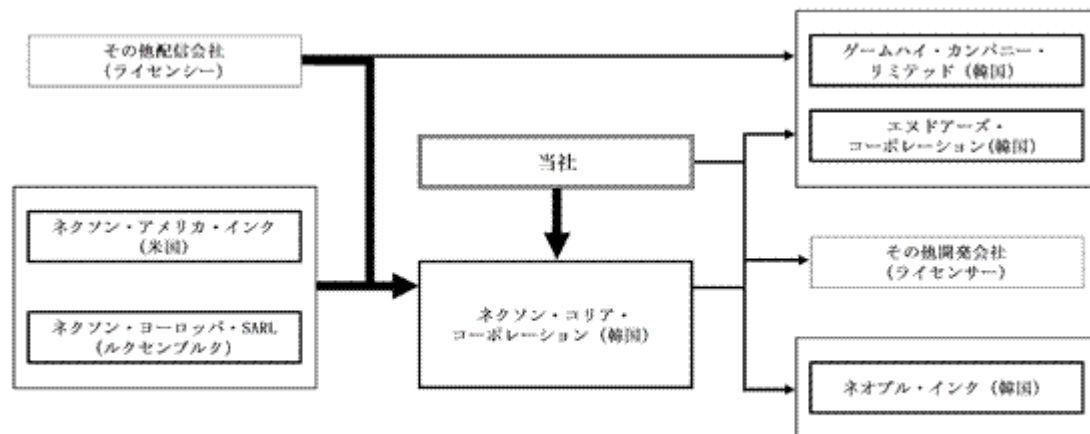 その他配信会社
(ライセンシー)
ゲームハイ・カンパニー・
リミテッド (韓国)
エヌドアーズ・
コーポレーション(韓国)
当社
ネクソン・アメリカ・インク
(米国)
ネクソン・ヨーロッパ・SARL
(ルクセンブルク)
ネクソン・コリア・
コーポレーション (韓国)
その他開発会社
(ライセンサー)
ネオプル・インク (韓国)